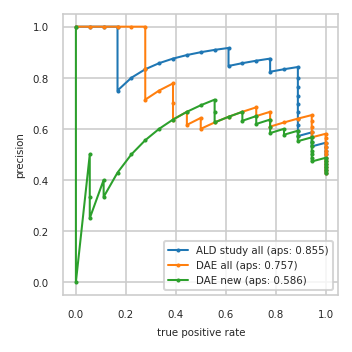 1.0
0.8
0.6
0.4
0.2
0.0
precision
ALD study all (aps: 0.855)
DAE all (aps: 0.757)
DAE new (aps: 0.586)
0.0 0.2 0.4 0.6 0.8 1.0
true positive rate